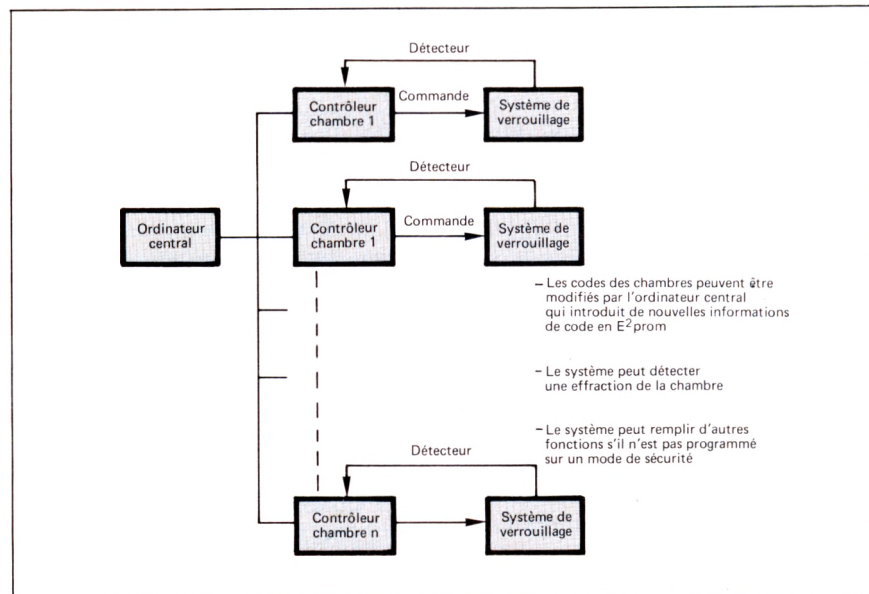 Détecteur
Contrôleur
chambre 1
Commande
Système de
verrouillage
Détecteur
Ordinateur
central
Contrôleur
chambre 1
Commande
Système de
verrouillage
– Les codes des chambres peuvent être
modifiés par l'ordinateur central
qui introduit de nouvelles informations
de code en E²prom
– Le système peut détecter
une effraction de la chambre
– Le système peut remplir d'autres
fonctions s'il n'est pas programmé
sur un mode de sécurité
Détecteur
Contrôleur
chambre n
Système de
verrouillage